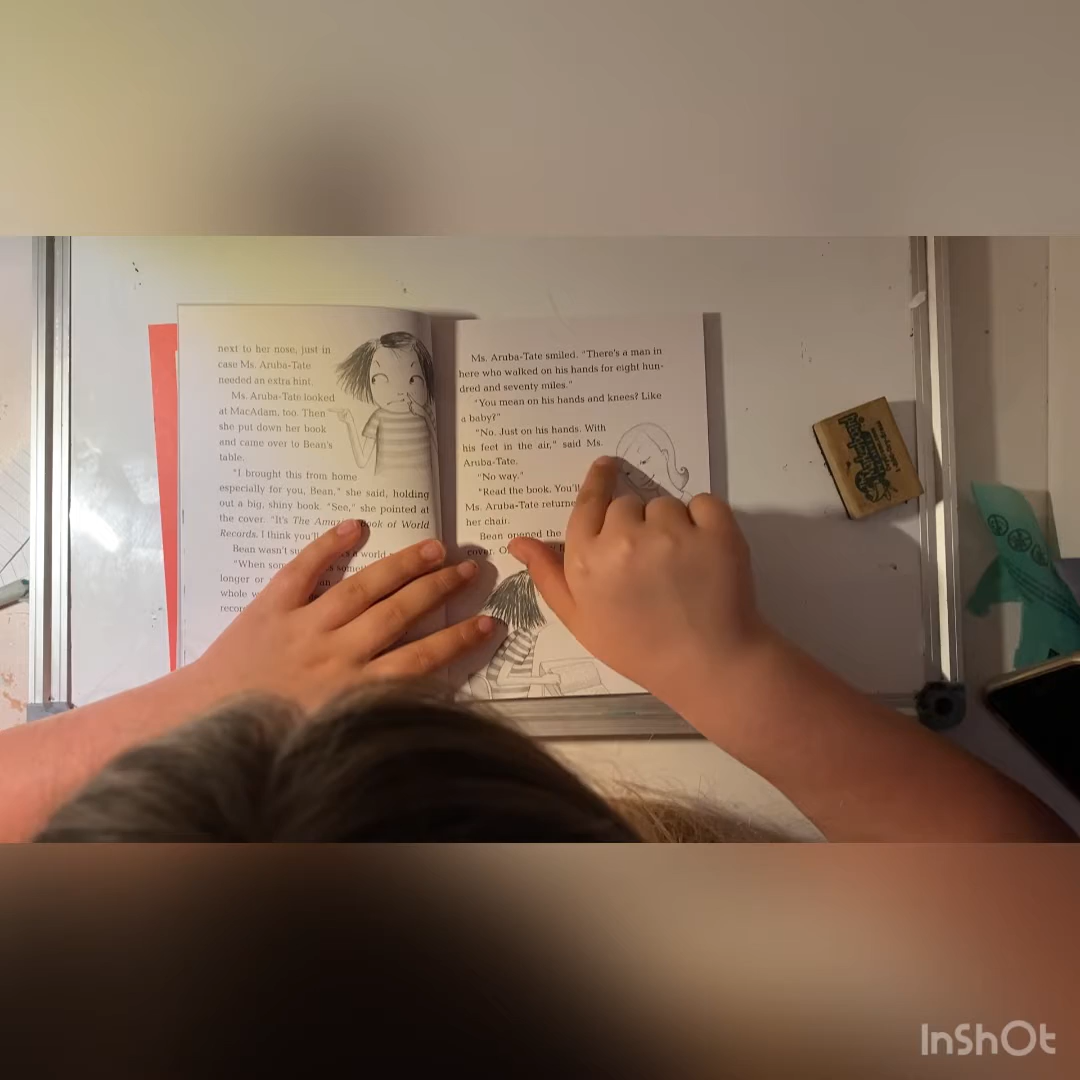 next to her nose, just in
case Ms. Aruba-Tate
needed an extra hint.
Ms. Aruba-Tate looked
at MacAdam, too. Then
she put down her book
and came over to Bean's
table.
"I brought this from home
especially for you, Bean," she said, holding
out a big, shiny book. "See," she pointed at
the cover. "It's The Book of World
Records. I think you'll
Bean wasn't a world
"When
longer or
whole
Ms. Aruba-Tate smiled. "There's a man in
here who walked on his hands for eight hun-
dred and seventy miles."
"You mean on his hands and knees? Like
a baby?"
"No. Just on his hands. With
his feet in the air," said Ms.
Aruba-Tate.
"No way."
"Read the book. You'll
Ms. Aruba-Tate
her chair.
Bean opened the
cover.
InShOt